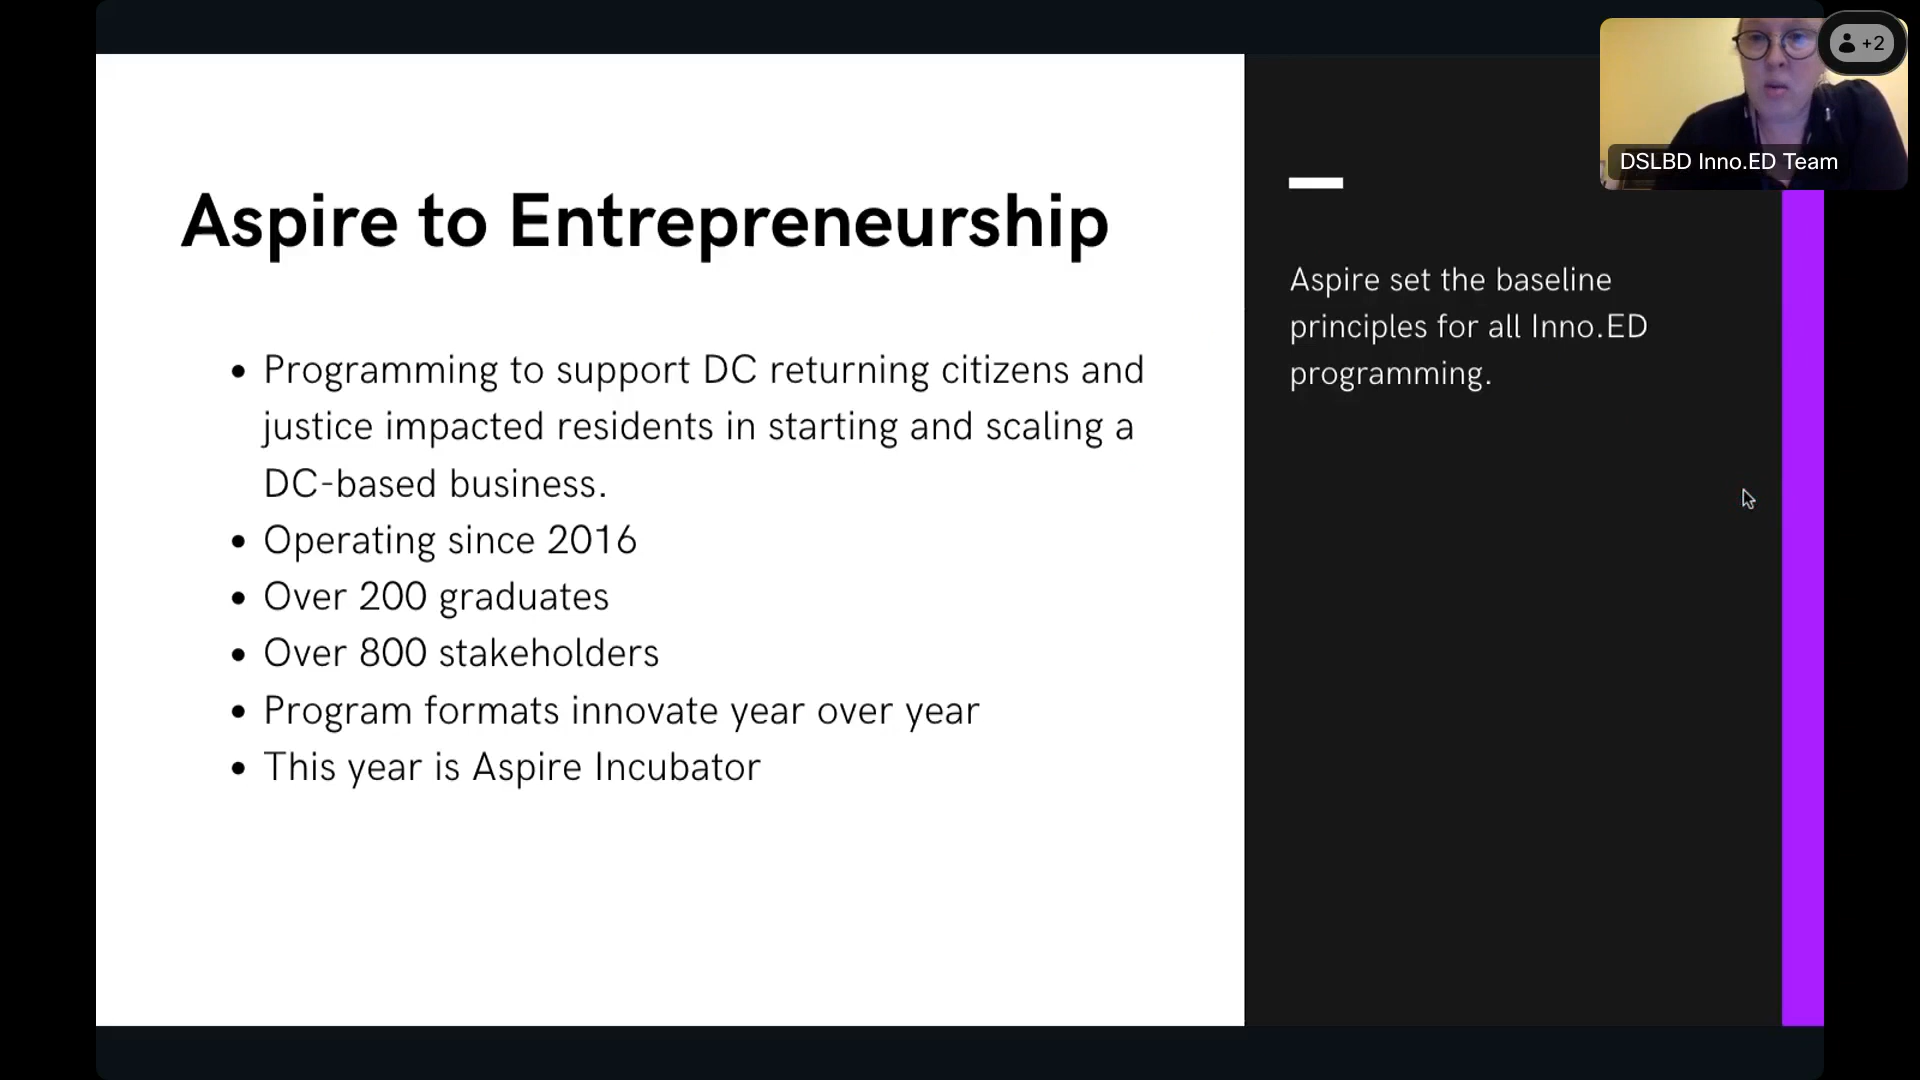 Aspire to Entrepreneurship
• Programming to support DC returning citizens and
justice impacted residents in starting and scaling a
DC-based business.
• Operating since 2016
• Over 200 graduates
• Over 800 stakeholders
• Program formats innovate year over year
• This year is Aspire Incubator
Aspire set the baseline
principles for all Inno.ED
programming.
+2
DSLBD Inno.ED Team